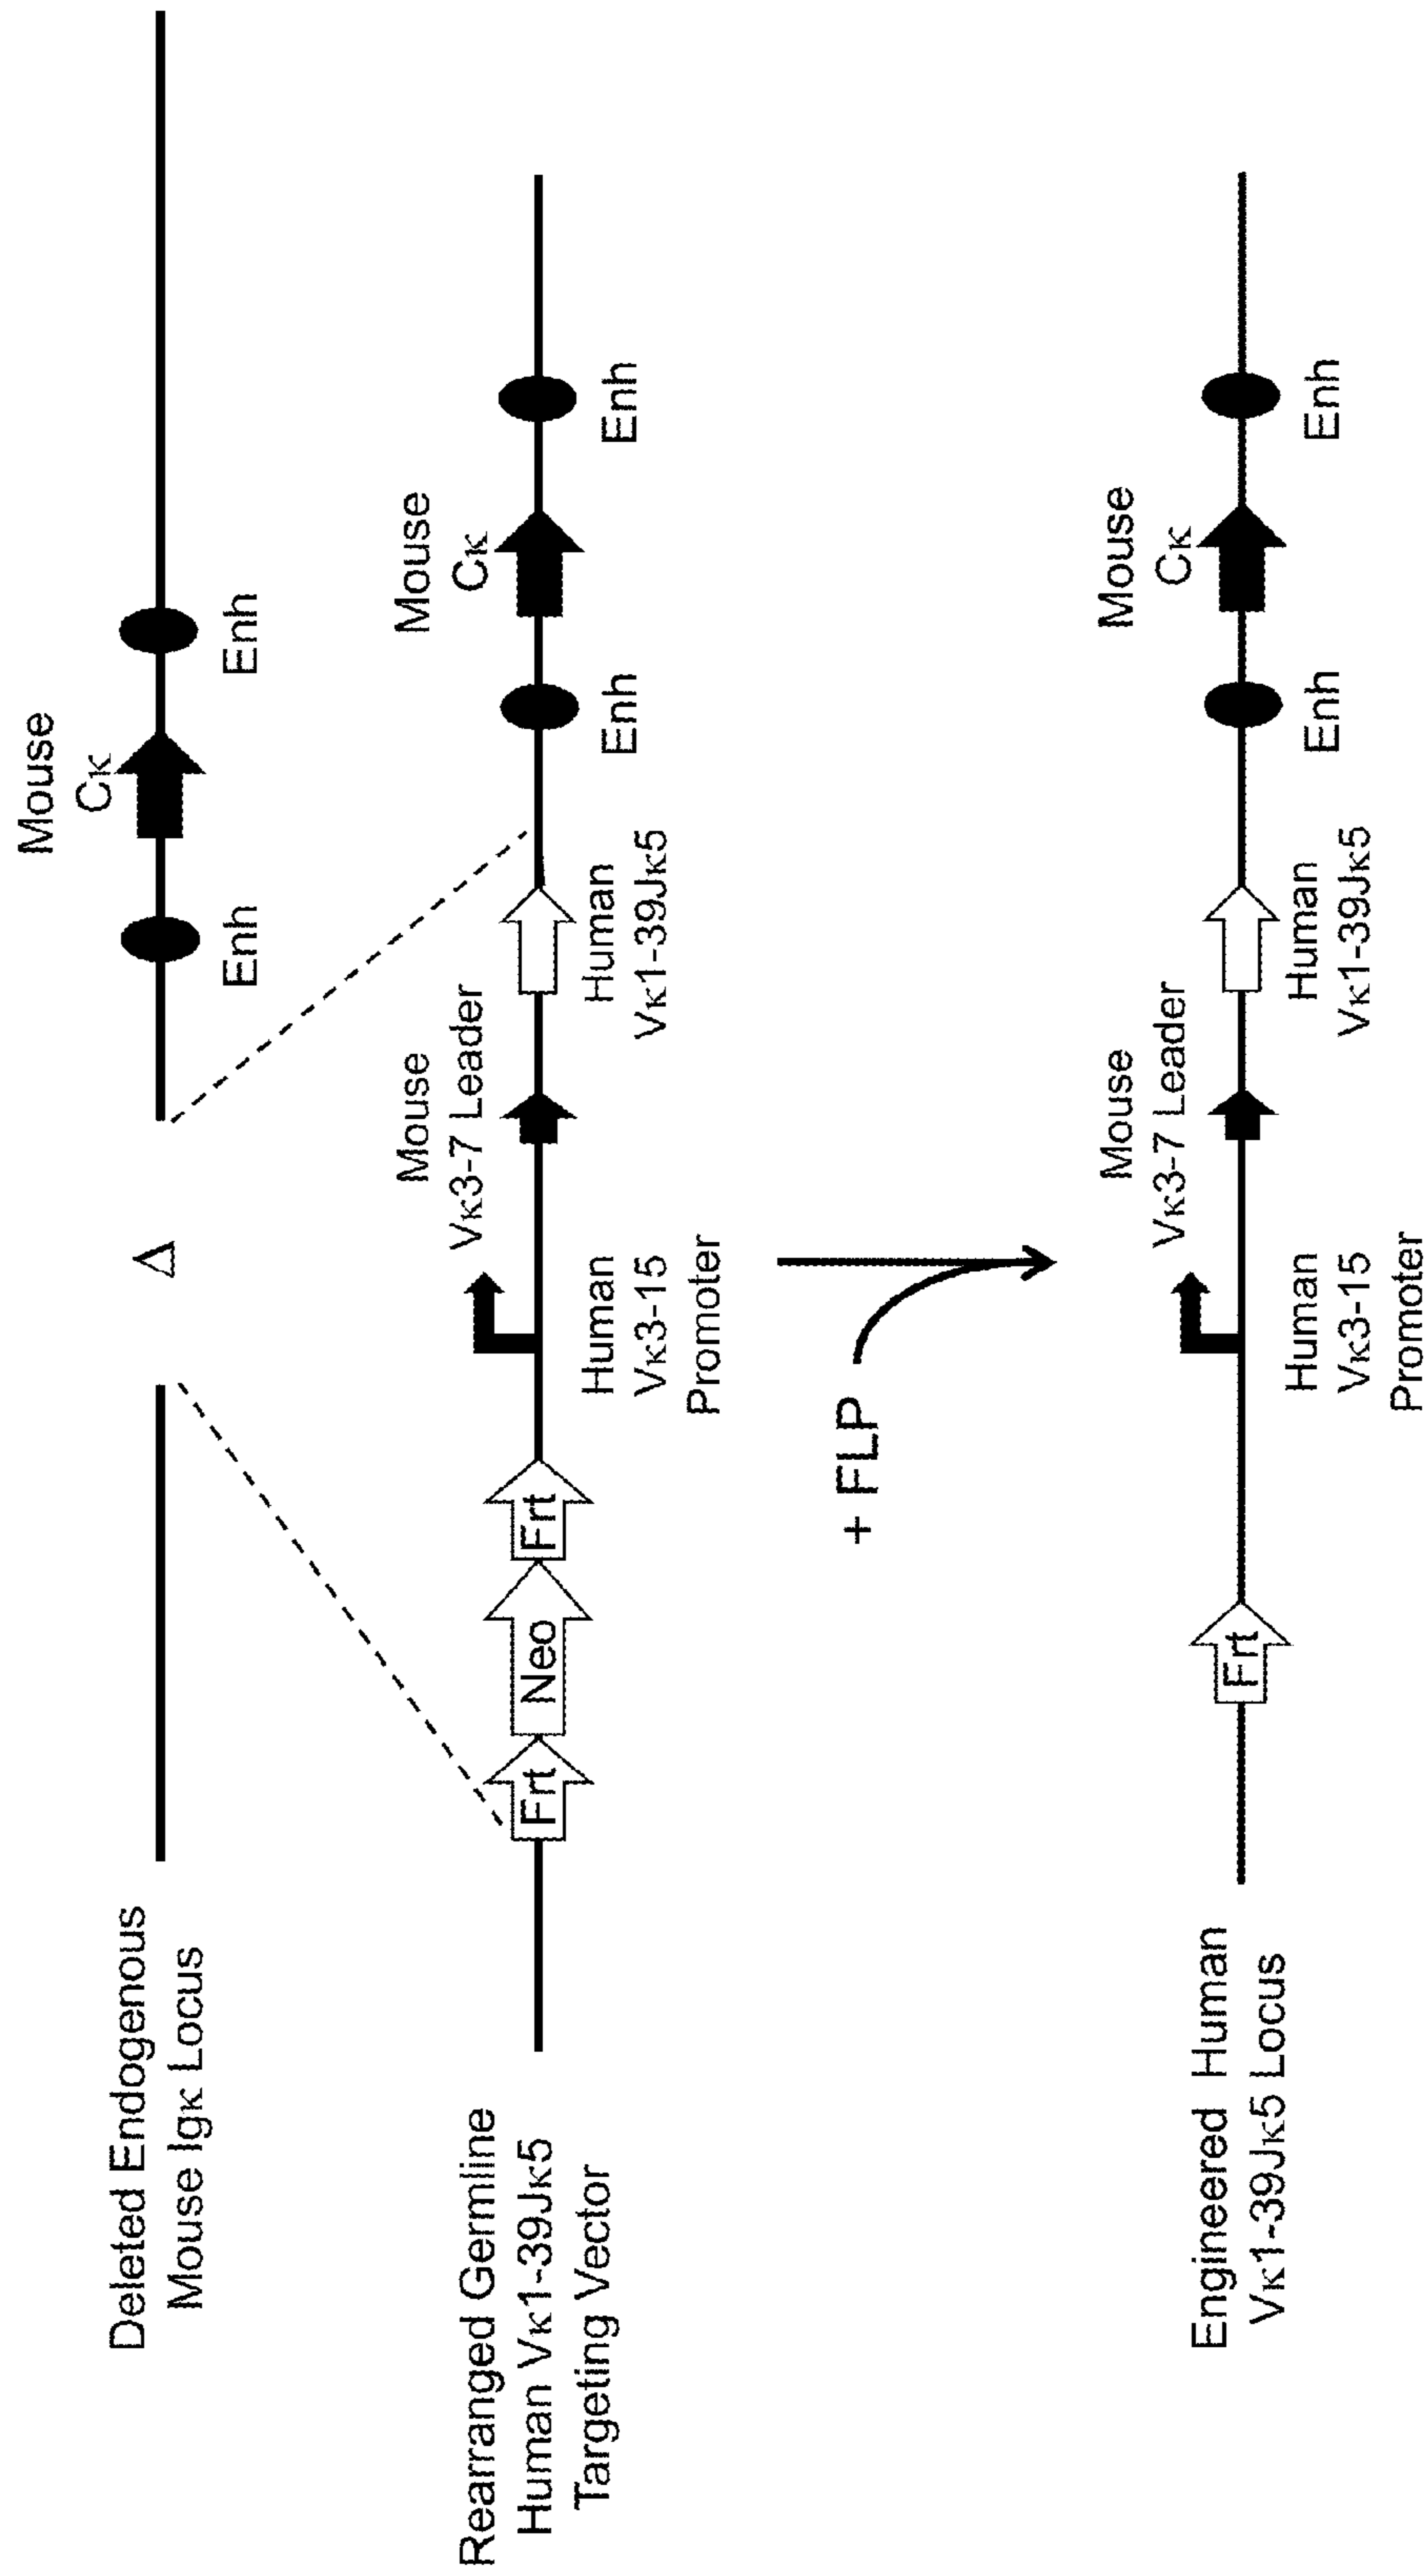 Deleted Endogenous
Mouse Igκ Locus
Δ
Mouse
Cκ
Enh
Enh
Rearranged Germline
Human Vκ1-39Jκ5
Targeting Vector
Frt
Neo
Frt
Human
Vκ3-15
Promoter
Mouse
Vκ3-7 Leader
Human
Vκ1-39Jκ5
Enh
Mouse
Cκ
Enh
+ FLP
Engineered Human
Vκ1-39Jκ5 Locus
Frt
Human
Vκ3-15
Promoter
Mouse
Vκ3-7 Leader
Human
Vκ1-39Jκ5
Enh
Mouse
Cκ
Enh